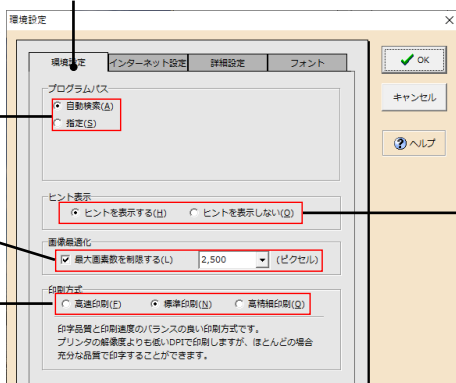 環境設定
環境設定 インターネット設定 詳細設定 フォント
OK
キャンセル
ヘルプ
プログラムパス
自動検索(A)
指定(S)
ヒント表示
ヒントを表示する(H) ヒントを表示しない(O)
画像最適化
最大画素数を制限する(L) 2,500 (ピクセル)
印刷方式
高速印刷(F) 標準印刷(N) 高精細印刷(Q)
印字品質と印刷速度のバランスの良い印刷方式です。
プリンタの解像度よりも低いDPIで印刷しますが、ほとんどの場合
充分な品質で印字することができます。